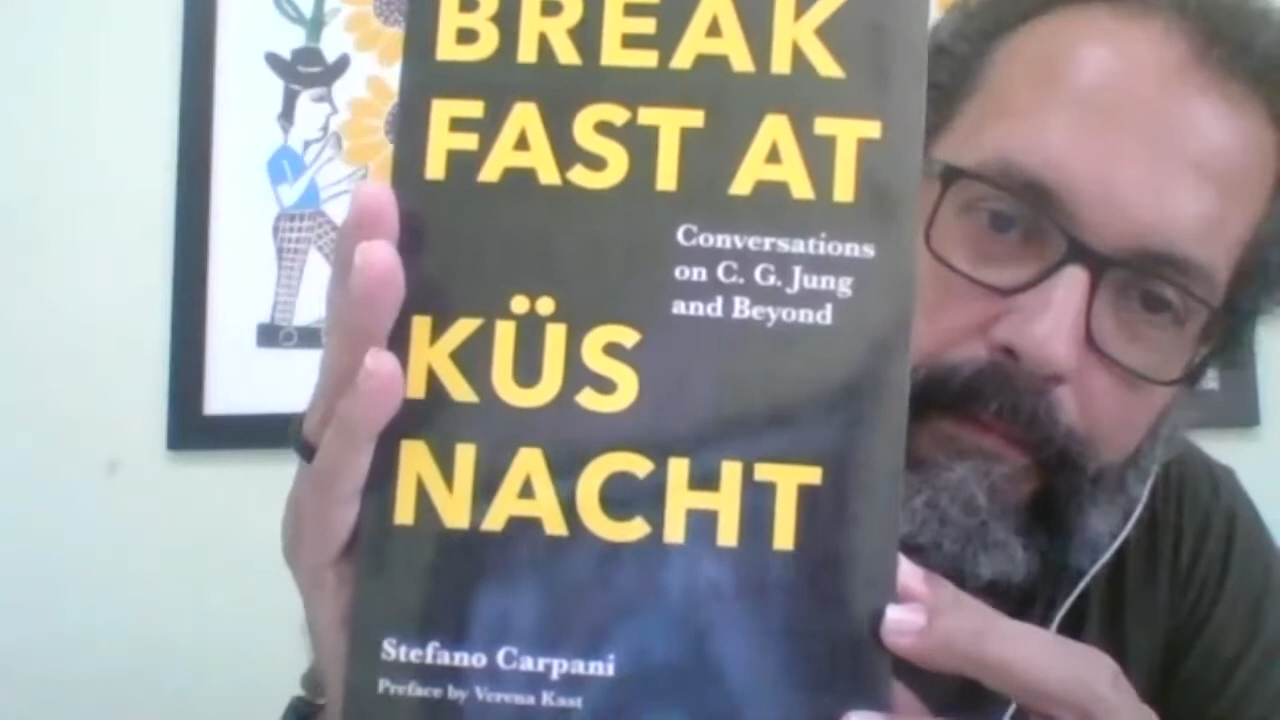 BREAK
FAST AT
Conversations
on C. G. Jung
and Beyond
KÜS
NACHT
Stefano Carpani
Preface by Verena Kast